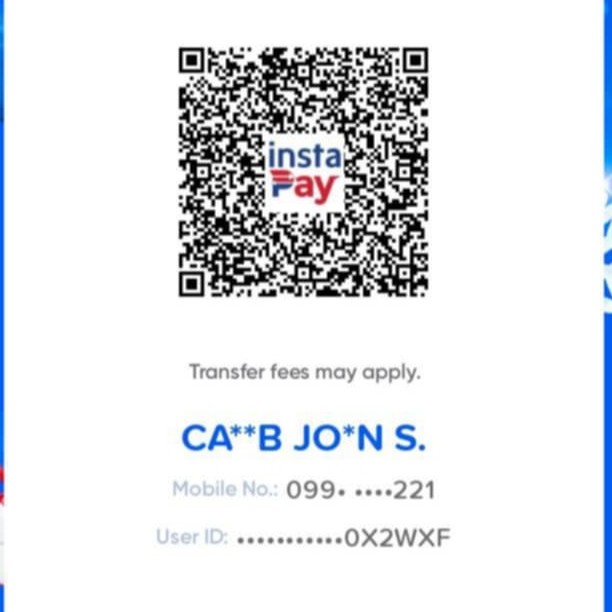 insta
Pay
Transfer fees may apply.
CA**B JO*N S.
Mobile No.: 099• ••••221
User ID: •••••••••••0X2WXF